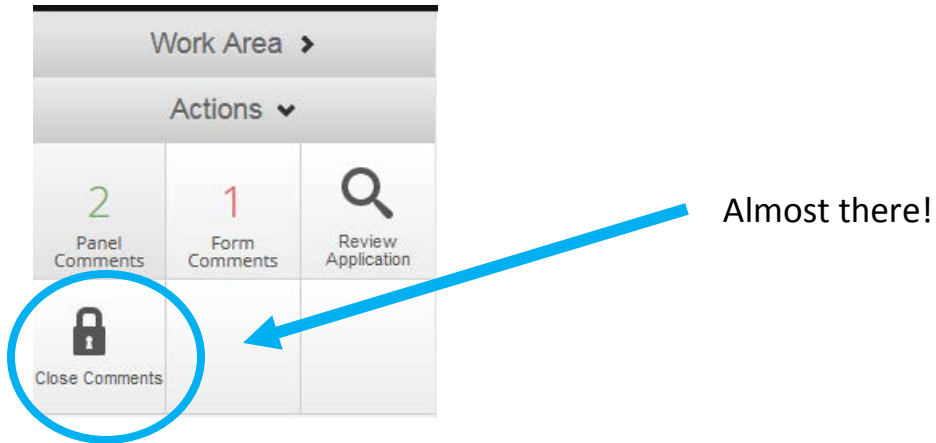 Work Area
Actions
2
Panel
Comments
1
Form
Comments
Review
Application
Almost there!
Close Comments